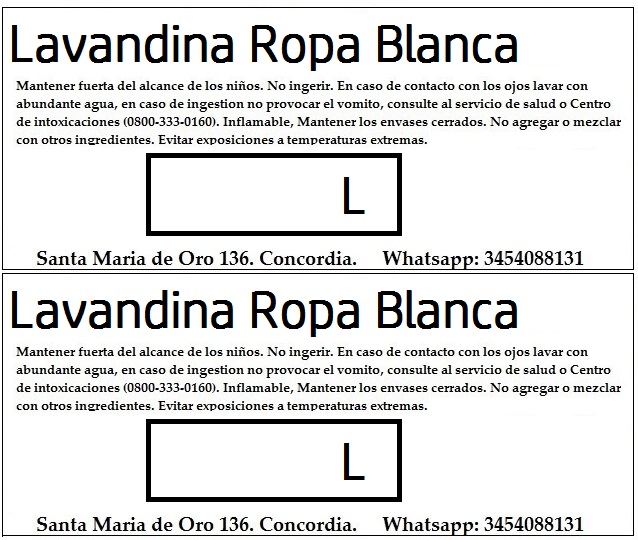 Lavandina Ropa Blanca
Mantener fuerta del alcance de los niños. No ingerir. En caso de contacto con los ojos lavar con
abundante agua, en caso de ingestion no provocar el vomito, consulte al servicio de salud o Centro
de intoxicaciones (0800-333-0160). Inflamable, Mantener los envases cerrados. No agregar o mezclar
con otros ingredientes. Evitar exposiciones a temperaturas extremas.
L
Santa Maria de Oro 136. Concordia. Whatsapp: 3454088131
Lavandina Ropa Blanca
Mantener fuerta del alcance de los niños. No ingerir. En caso de contacto con los ojos lavar con
abundante agua, en caso de ingestion no provocar el vomito, consulte al servicio de salud o Centro
de intoxicaciones (0800-333-0160). Inflamable, Mantener los envases cerrados. No agregar o mezclar
con otros ingredientes. Evitar exposiciones a temperaturas extremas.
L
Santa Maria de Oro 136. Concordia. Whatsapp: 3454088131